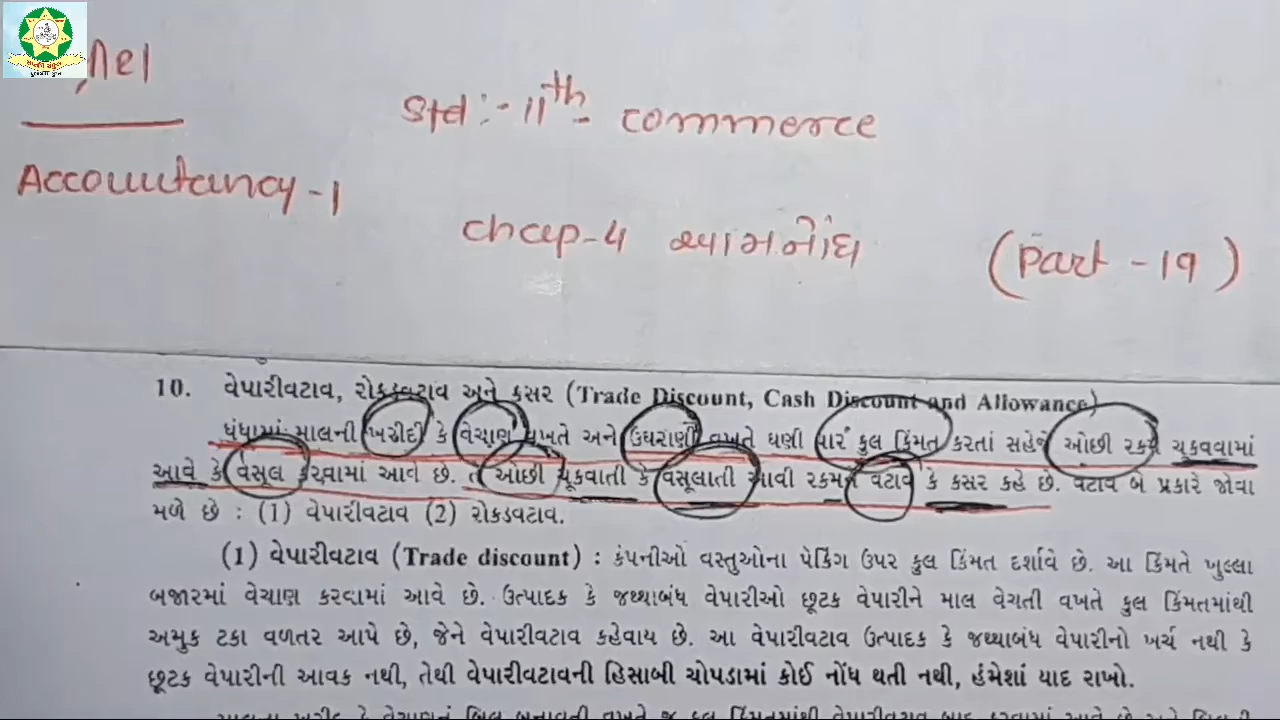 Std :- 11th commerce
Accountancy - 1
chap - 4 આમનોંધ (Part - 19)
10. વેપારીવટાવ, રોકડવટાવ અને કસર (Trade Discount, Cash Discount and Allowance)
ધંધામાં માલની ખરીદી કે વેચાણ વખતે અને ઉઘરાણી વખતે ઘણી વાર કુલ કિંમત કરતાં સહેજ ઓછી રકમ ચૂકવવામાં
આવે કે વસૂલ કરવામાં આવે છે. તે ઓછી ચૂકવાતી કે વસૂલાતી આવી રકમને વટાવ કે કસર કહે છે. વટાવ બે પ્રકારે જોવા
મળે છે : (1) વેપારીવટાવ (2) રોકડવટાવ.
(1) વેપારીવટાવ (Trade discount) : કંપનીઓ વસ્તુઓના પેકિંગ ઉપર કુલ કિંમત દર્શાવે છે. આ કિંમતે ખુલ્લા
બજારમાં વેચાણ કરવામાં આવે છે. ઉત્પાદક કે જથ્થાબંધ વેપારીઓ છૂટક વેપારીને માલ વેચતી વખતે કુલ કિંમતમાંથી
અમુક ટકા વળતર આપે છે, જેને વેપારીવટાવ કહેવાય છે. આ વેપારીવટાવ ઉત્પાદક કે જથ્થાબંધ વેપારીનો ખર્ચ નથી કે
છૂટક વેપારીની આવક નથી, તેથી વેપારીવટાવની હિસાબી ચોપડામાં કોઈ નોંધ થતી નથી, હંમેશાં યાદ રાખો.